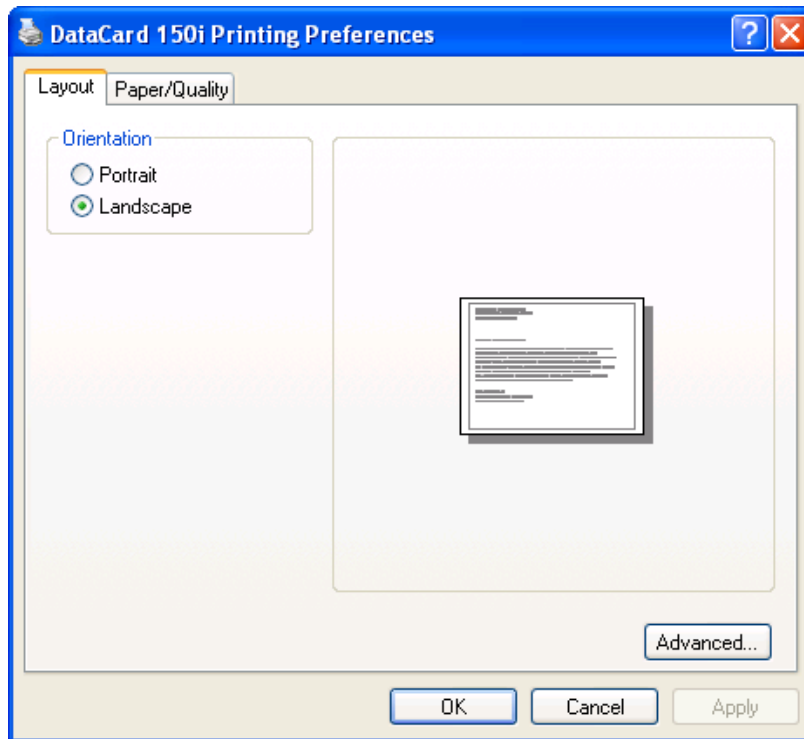 DataCard 150i Printing Preferences
Layout Paper/Quality
Orientation
Portrait
Landscape
Advanced...
OK Cancel Apply